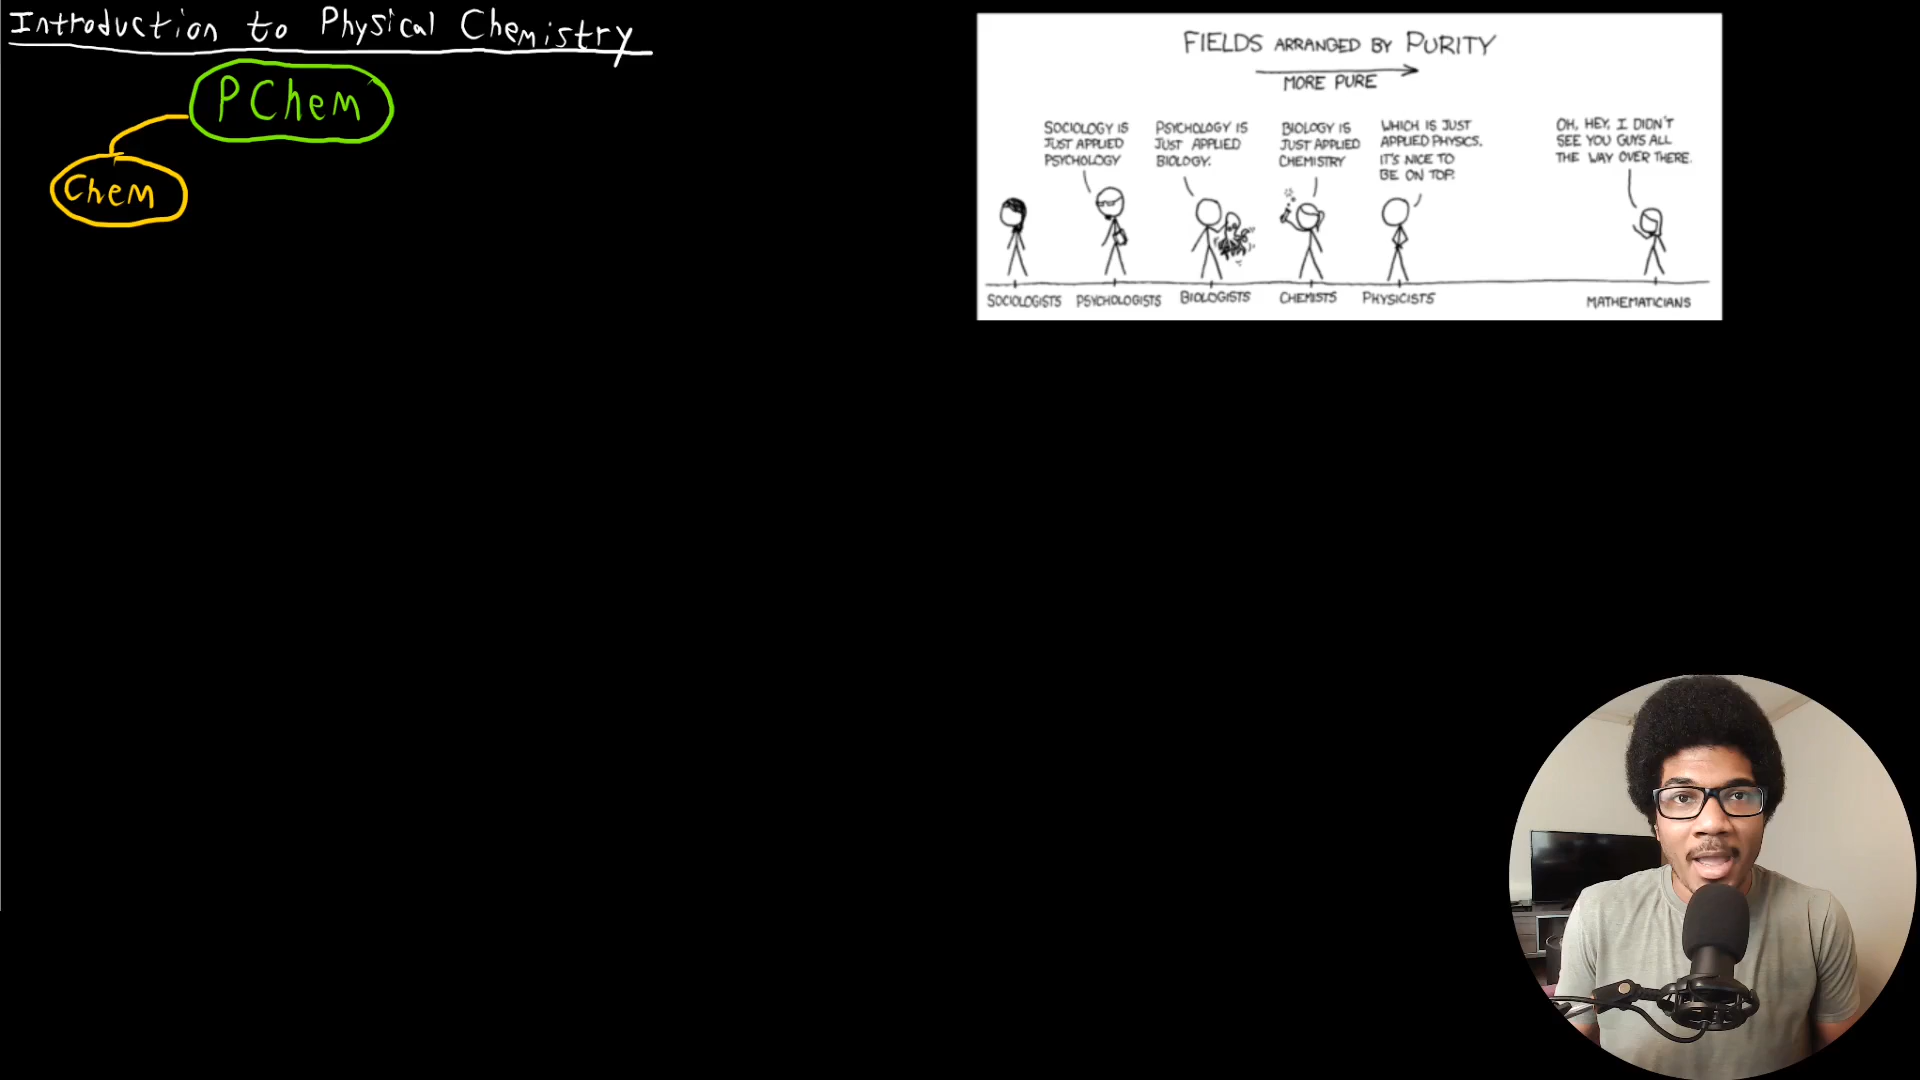 Introduction to Physical Chemistry
PChem
Chem
FIELDS ARRANGED BY PURITY
MORE PURE
SOCIOLOGY IS
JUST APPLIED
PSYCHOLOGY
PSYCHOLOGY IS
JUST APPLIED
BIOLOGY.
BIOLOGY IS
JUST APPLIED
CHEMISTRY
WHICH IS JUST
APPLIED PHYSICS.
IT'S NICE TO
BE ON TOP.
OH, HEY, I DIDN'T
SEE YOU GUYS ALL
THE WAY OVER THERE.
SOCIOLOGISTS
PSYCHOLOGISTS
BIOLOGISTS
CHEMISTS
PHYSICISTS
MATHEMATICIANS